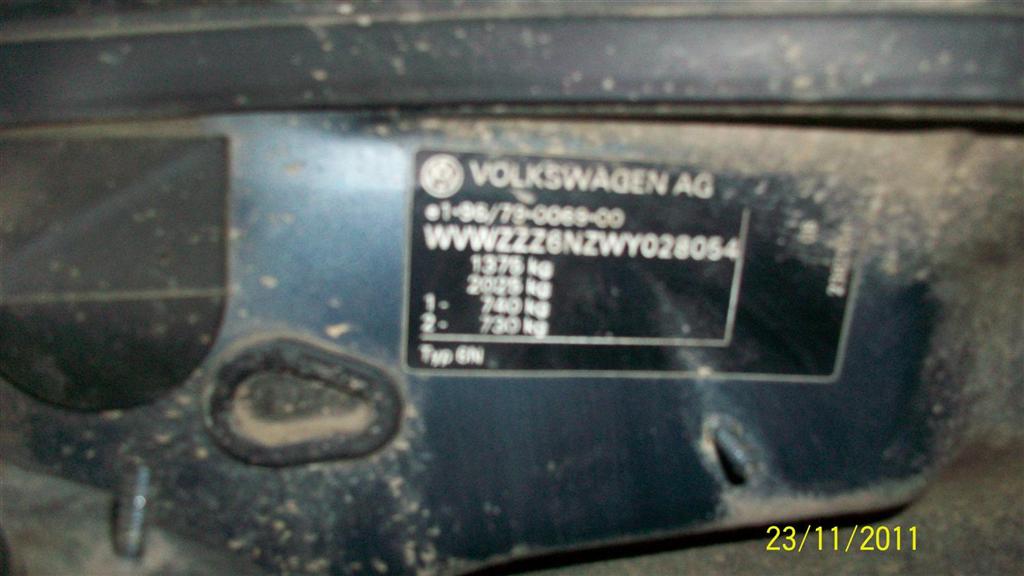 VOLKSWAGEN AG
e1-96/79-0069-00
WVWZZZ6NZWY028054
1375 kg
2025 kg
1- 740 kg
2- 730 kg
Typ 6N
23/11/2011